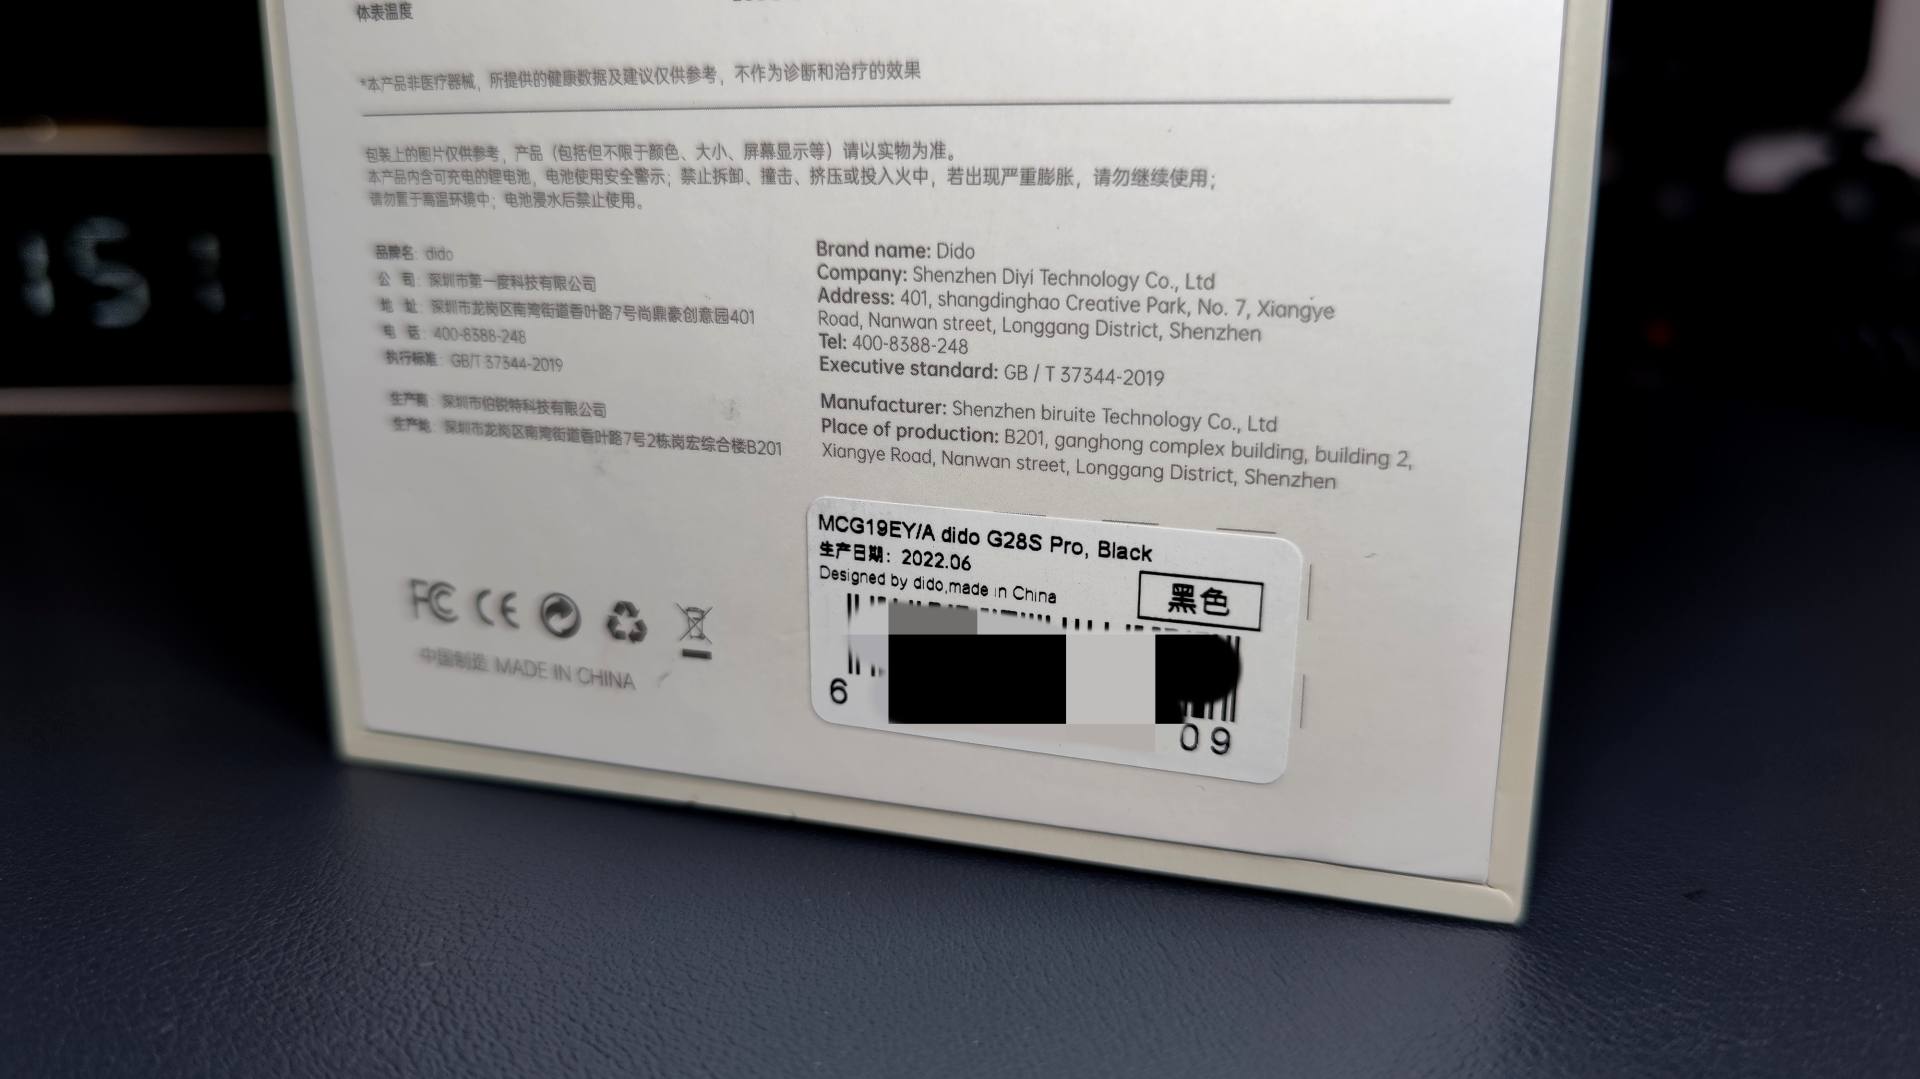 体表温度
*本产品非医疗器械，所提供的健康数据及建议仅供参考，不作为诊断和治疗的效果
包装上的图片仅供参考，产品（包括但不限于颜色、大小、屏幕显示等）请以实物为准。
本产品内含可充电的锂电池，电池使用安全警示；禁止拆卸、撞击、挤压或投入火中，若出现严重膨胀，请勿继续使用；
请勿置于高温环境中；电池浸水后禁止使用。
品牌名: dido
公 司: 深圳市第一度科技有限公司
地 址: 深圳市龙岗区南湾街道香叶路7号尚鼎豪创意园401
电 话: 400-8388-248
执行标准: GB/T 37344-2019
生产商: 深圳市伯锐特科技有限公司
生产地: 深圳市龙岗区南湾街道香叶路7号2栋岗宏综合楼B201
Brand name: Dido
Company: Shenzhen Diyi Technology Co., Ltd
Address: 401, shangdinghao Creative Park, No. 7, Xiangye
Road, Nanwan street, Longgang District, Shenzhen
Tel: 400-8388-248
Executive standard: GB / T 37344-2019
Manufacturer: Shenzhen biruite Technology Co., Ltd
Place of production: B201, ganghong complex building, building 2,
Xiangye Road, Nanwan street, Longgang District, Shenzhen
MCG19EY/A dido G28S Pro, Black
生产日期：2022.06
Designed by dido,made in China
黑色
6 09
FC CE
中国制造 MADE IN CHINA